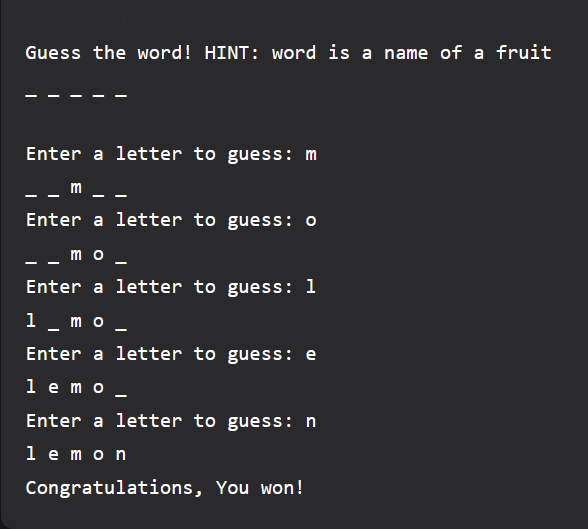 Guess the word! HINT: word is a name of a fruit
_ _ _ _ _
Enter a letter to guess: m
_ _ m _ _
Enter a letter to guess: o
_ _ m o _
Enter a letter to guess: l
l _ m o _
Enter a letter to guess: e
l e m o _
Enter a letter to guess: n
l e m o n
Congratulations, You won!